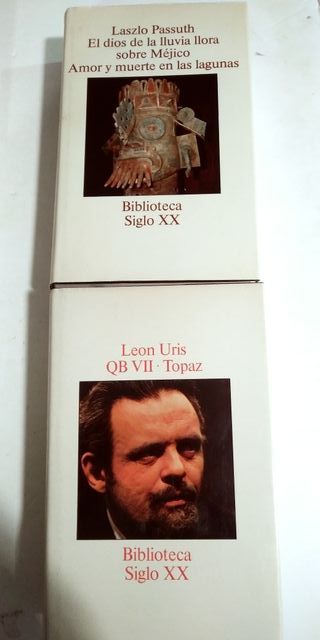 Laszlo Passuth
El dios de la lluvia llora
sobre Méjico
Amor y muerte en las lagunas
Biblioteca
Siglo XX
Leon Uris
QB VII · Topaz
Biblioteca
Siglo XX